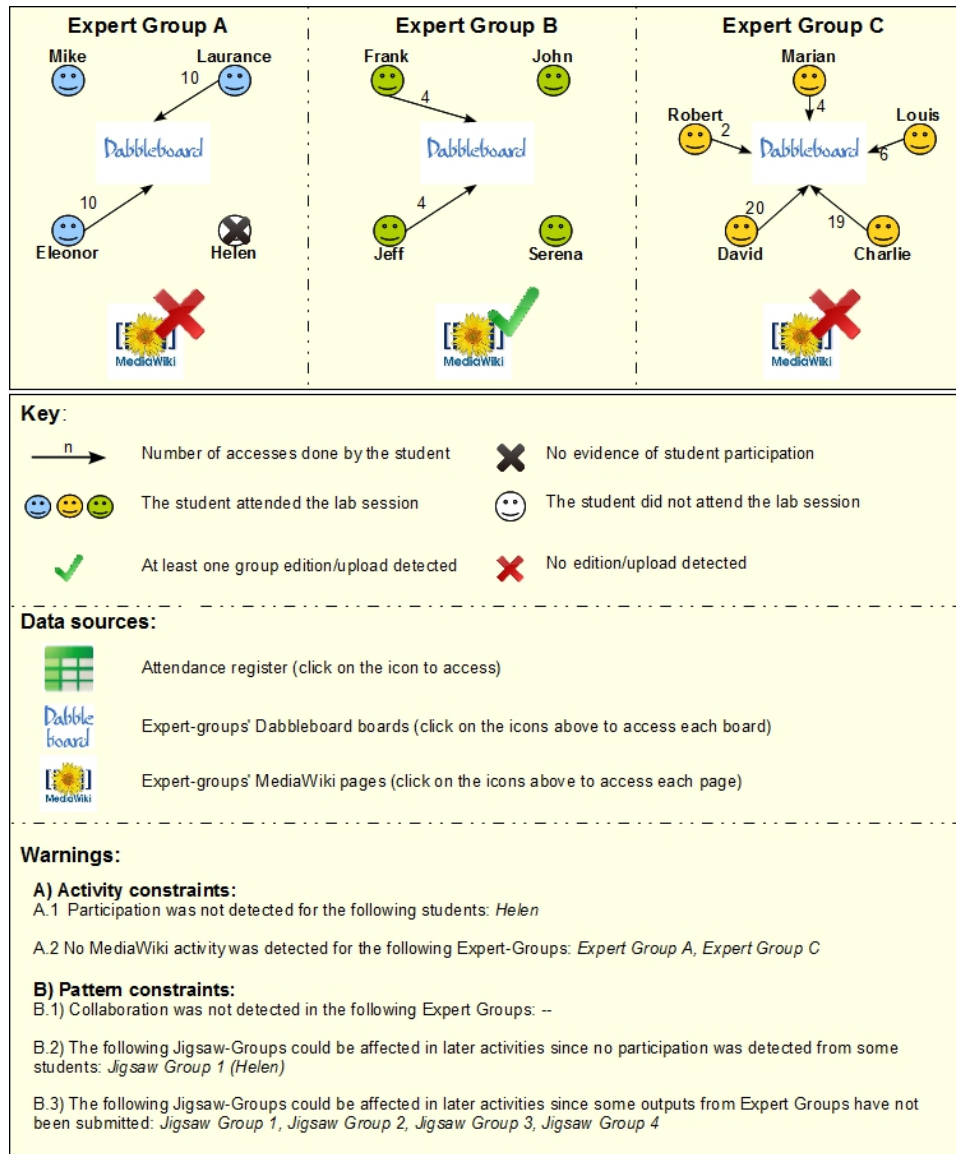 Expert Group A
Expert Group B
Expert Group C
Mike
Laurance
10
Dabbleboard
10
Eleonor
Helen
[[ ]]
MediaWiki
Frank
John
4
Dabbleboard
4
Jeff
Serena
[[ ]]
MediaWiki
Marian
Robert
4
Louis
2
Dabbleboard
6
20
19
David
Charlie
[[ ]]
MediaWiki
Key:
n
Number of accesses done by the student
No evidence of student participation
The student attended the lab session
The student did not attend the lab session
At least one group edition/upload detected
No edition/upload detected
Data sources:
Attendance register (click on the icon to access)
Dabble
board
Expert-groups' Dabbleboard boards (click on the icons above to access each board)
[[ ]]
MediaWiki
Expert-groups' MediaWiki pages (click on the icons above to access each page)
Warnings:
A) Activity constraints:
A.1 Participation was not detected for the following students: Helen
A.2 No MediaWiki activity was detected for the following Expert-Groups: Expert Group A, Expert Group C
B) Pattern constraints:
B.1) Collaboration was not detected in the following Expert Groups: --
B.2) The following Jigsaw-Groups could be affected in later activities since no participation was detected from some
students: Jigsaw Group 1 (Helen)
B.3) The following Jigsaw-Groups could be affected in later activities since some outputs from Expert Groups have not
been submitted: Jigsaw Group 1, Jigsaw Group 2, Jigsaw Group 3, Jigsaw Group 4